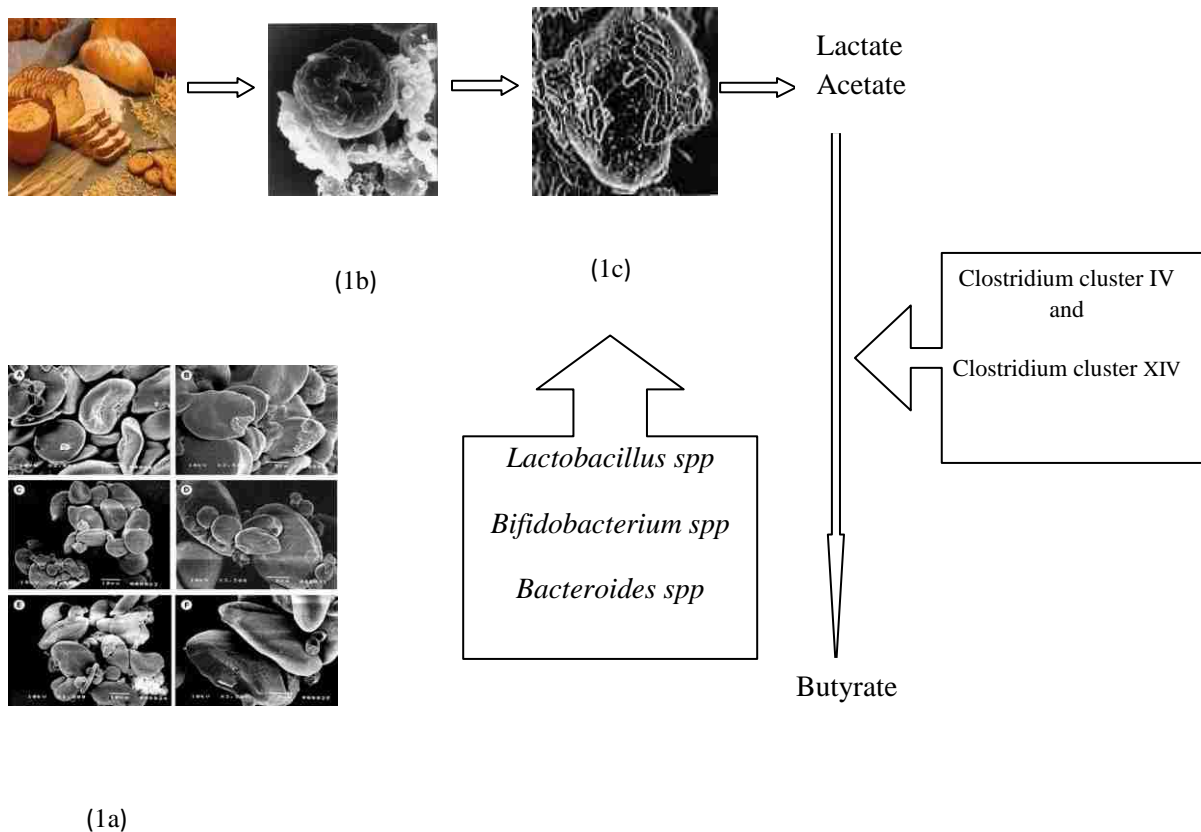 Lactate
Acetate
(1b)
(1c)
Clostridium cluster IV
and
Clostridium cluster XIV
A
B
C
D
E
F
Lactobacillus spp
Bifidobacterium spp
Bacteroides spp
Butyrate
(1a)